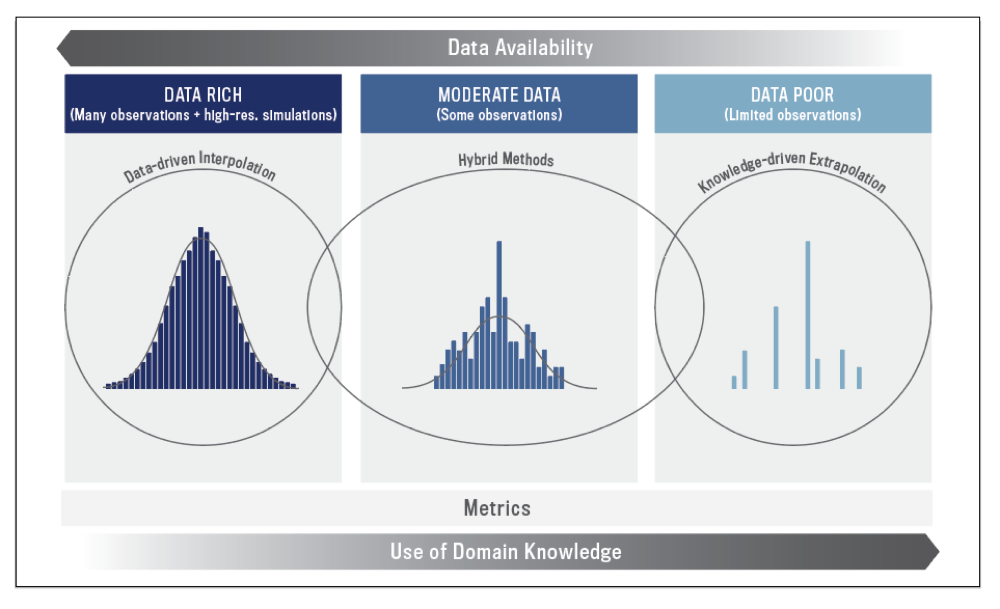 Data Availability
DATA RICH
(Many observations + high-res. simulations)
MODERATE DATA
(Some observations)
DATA POOR
(Limited observations)
Data-driven Interpolation
Hybrid Methods
Knowledge-driven Extrapolation
Metrics
Use of Domain Knowledge